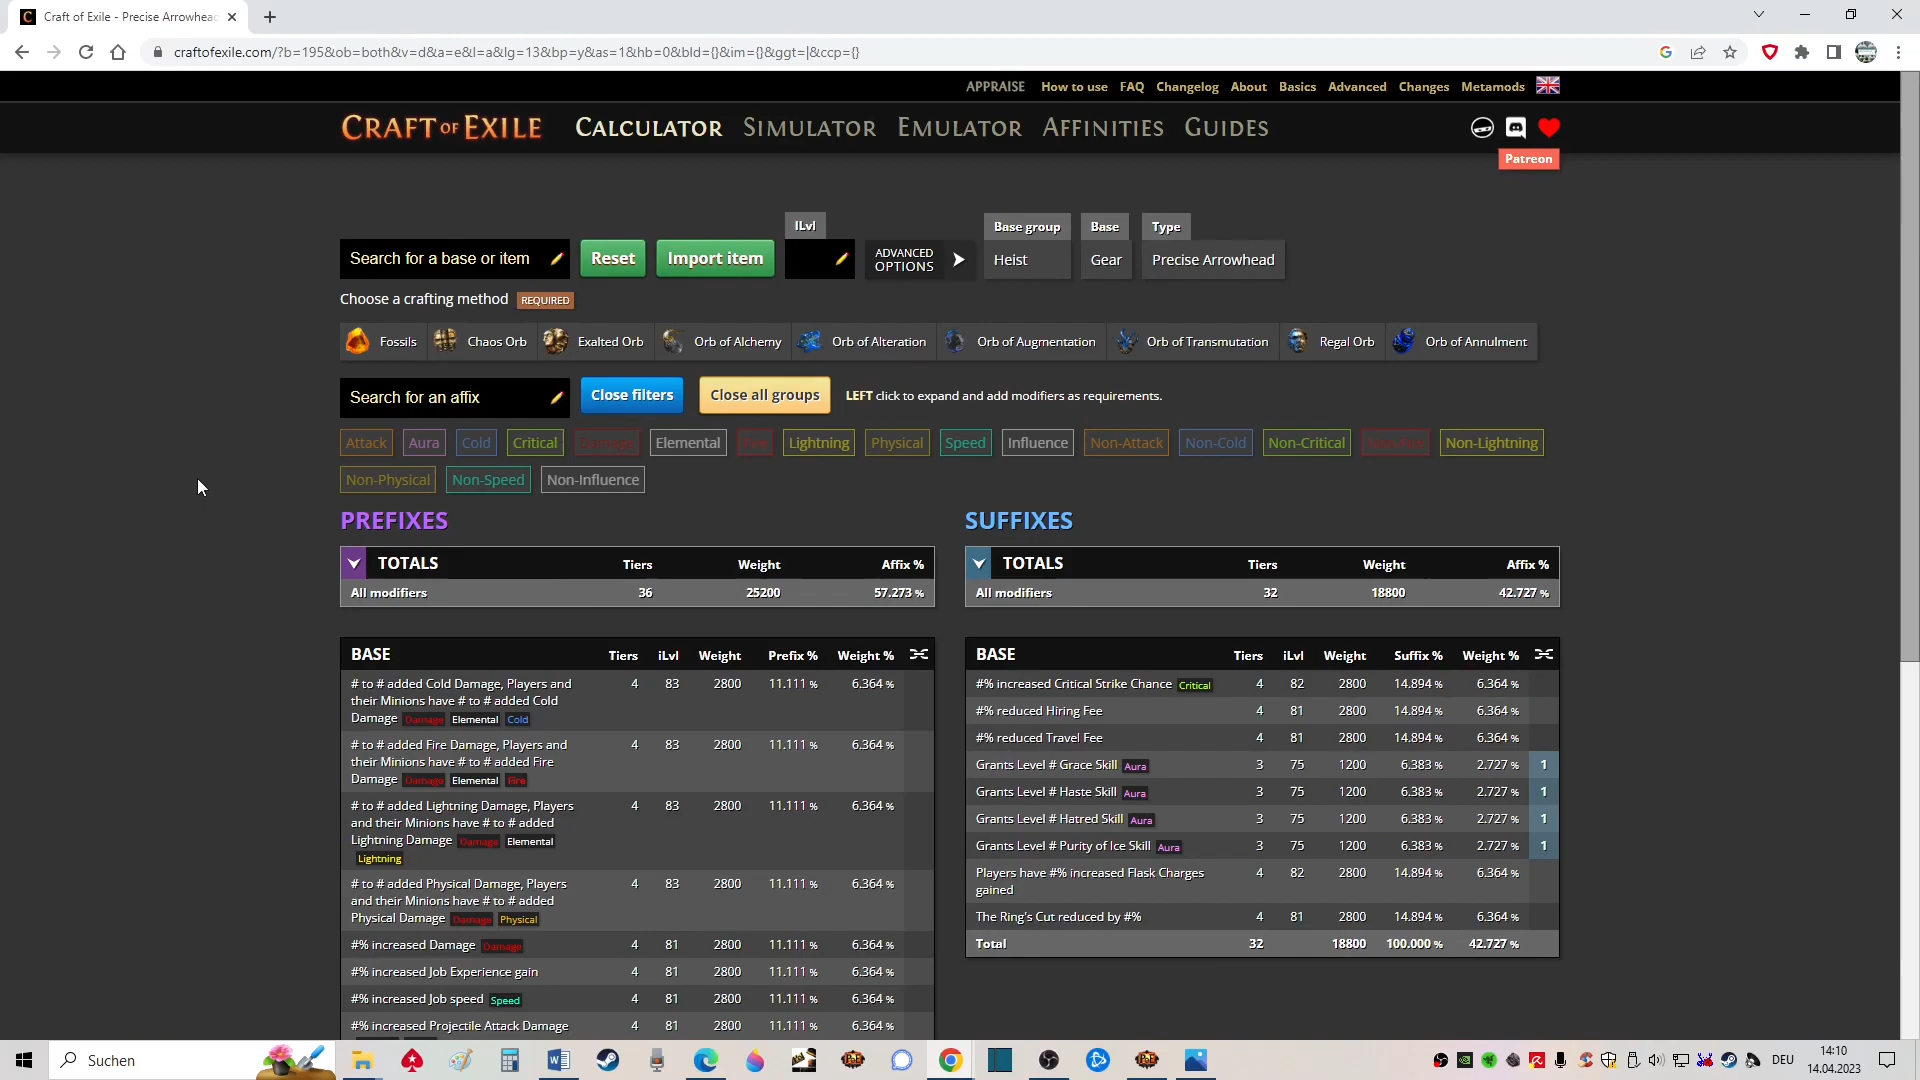 Craft of Exile - Precise Arrowhead
craftofexile.com/?b=195&ob=both&v=d&a=e&l=a&lg=13&bp=y&as=1&hb=0&bld={}&im={}&ggt=|&ccp={}
APPRAISE How to use FAQ Changelog About Basics Advanced Changes Metamods
CRAFT OF EXILE CALCULATOR SIMULATOR EMULATOR AFFINITIES GUIDES
Patreon
ILvl Base group Base Type
Search for a base or item Reset Import item ADVANCED OPTIONS Heist Gear Precise Arrowhead
Choose a crafting method REQUIRED
Fossils Chaos Orb Exalted Orb Orb of Alchemy Orb of Alteration Orb of Augmentation Orb of Transmutation Regal Orb Orb of Annulment
Search for an affix Close filters Close all groups LEFT click to expand and add modifiers as requirements.
Attack Aura Cold Critical Damage Elemental Fire Lightning Physical Speed Influence Non-Attack Non-Cold Non-Critical Non-Fire Non-Lightning
Non-Physical Non-Speed Non-Influence
PREFIXES
TOTALS Tiers Weight Affix %
All modifiers 36 25200 57.273 %
BASE Tiers iLvl Weight Prefix % Weight %
# to # added Cold Damage, Players and 4 83 2800 11.111 % 6.364 %
their Minions have # to # added Cold
Damage Damage Elemental Cold
# to # added Fire Damage, Players and 4 83 2800 11.111 % 6.364 %
their Minions have # to # added Fire
Damage Damage Elemental Fire
# to # added Lightning Damage, Players 4 83 2800 11.111 % 6.364 %
and their Minions have # to # added
Lightning Damage Damage Elemental
Lightning
# to # added Physical Damage, Players 4 83 2800 11.111 % 6.364 %
and their Minions have # to # added
Physical Damage Damage Physical
#% increased Damage Damage 4 81 2800 11.111 % 6.364 %
#% increased Job Experience gain 4 81 2800 11.111 % 6.364 %
#% increased Job speed Speed 4 81 2800 11.111 % 6.364 %
#% increased Projectile Attack Damage 4 81 2800 11.111 % 6.364 %
SUFFIXES
TOTALS Tiers Weight Affix %
All modifiers 32 18800 42.727 %
BASE Tiers iLvl Weight Suffix % Weight %
#% increased Critical Strike Chance Critical 4 82 2800 14.894 % 6.364 %
#% reduced Hiring Fee 4 81 2800 14.894 % 6.364 %
#% reduced Travel Fee 4 81 2800 14.894 % 6.364 %
Grants Level # Grace Skill Aura 3 75 1200 6.383 % 2.727 % 1
Grants Level # Haste Skill Aura 3 75 1200 6.383 % 2.727 % 1
Grants Level # Hatred Skill Aura 3 75 1200 6.383 % 2.727 % 1
Grants Level # Purity of Ice Skill Aura 3 75 1200 6.383 % 2.727 % 1
Players have #% increased Flask Charges 4 82 2800 14.894 % 6.364 %
gained
The Ring's Cut reduced by #% 4 81 2800 14.894 % 6.364 %
Total 32 18800 100.000 % 42.727 %
Suchen DEU 14:10
14.04.2023